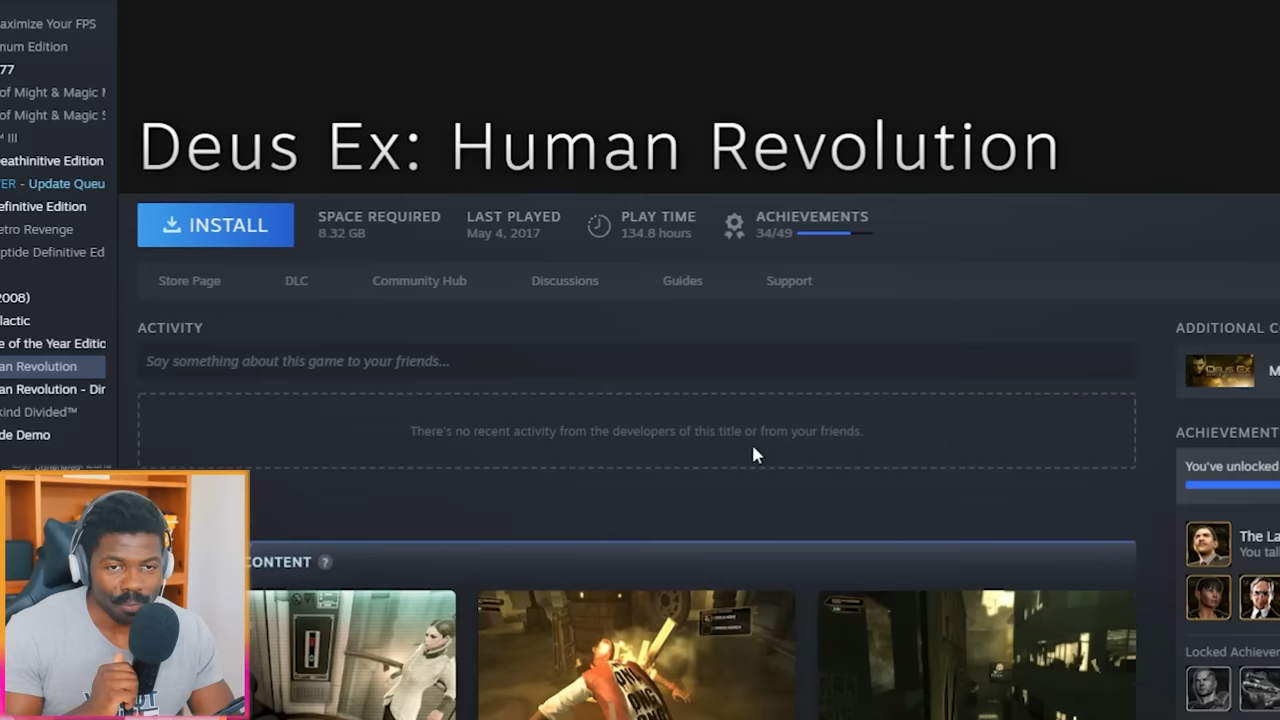 aximize Your FPS
num Edition
77
of Might & Magic
of Might & Magic
III
Deathinitive Edition
ER - Update Queu
efinitive Edition
etro Revenge
ptide Definitive Ed
2008)
lactic
e of the Year Editio
an Revolution
an Revolution - Dir
kind Divided™
de Demo
Deus Ex: Human Revolution
INSTALL
SPACE REQUIRED
8.32 GB
LAST PLAYED
May 4, 2017
PLAY TIME
134.8 hours
ACHIEVEMENTS
34/49
Store Page DLC Community Hub Discussions Guides Support
ACTIVITY
Say something about this game to your friends...
There's no recent activity from the developers of this title or from your friends.
CONTENT ?
ADDITIONAL CO
DEUS EX M
ACHIEVEMENT
You've unlocked
The La
You tal
Locked Achiever